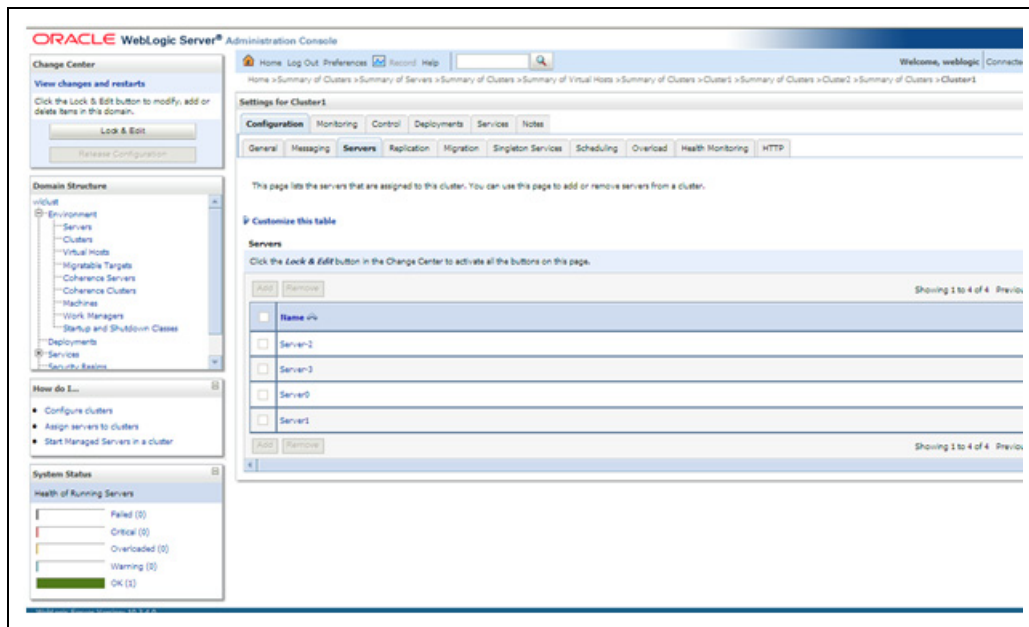 ORACLE WebLogic Server® Administration Console
Change Center
View changes and restarts
Click the Lock & Edit button to modify, add or
delete items in this domain.
Lock & Edit
Release Configuration
Domain Structure
Environment
Servers
Clusters
Virtual Hosts
Migratable Targets
Coherence Servers
Coherence Clusters
Machines
Work Managers
Startup and Shutdown Classes
Deployments
Services
Security Realms
How do I...
Configure clusters
Assign servers to clusters
Start Managed Servers in a cluster
System Status
Health of Running Servers
Failed (0)
Critical (0)
Overloaded (0)
Warning (0)
OK (1)
Home Log Out Preferences Record Help
Welcome, weblogic Connected
Home >Summary of Clusters >Summary of Servers >Summary of Clusters >Summary of Virtual Hosts >Summary of Clusters >Cluster1 >Summary of Clusters >Cluster2 >Summary of Clusters >Cluster1
Settings for Cluster1
Configuration Monitoring Control Deployments Services Notes
General Messaging Servers Replication Migration Singleton Services Scheduling Overload Health Monitoring HTTP
This page lists the servers that are assigned to this cluster. You can use this page to add or remove servers from a cluster.
Customize this table
Servers
Click the Lock & Edit button in the Change Center to activate all the buttons on this page.
Add Remove
Showing 1 to 4 of 4 Previou
Name
Server-2
Server-3
Server0
Server1
Add Remove
Showing 1 to 4 of 4 Previou